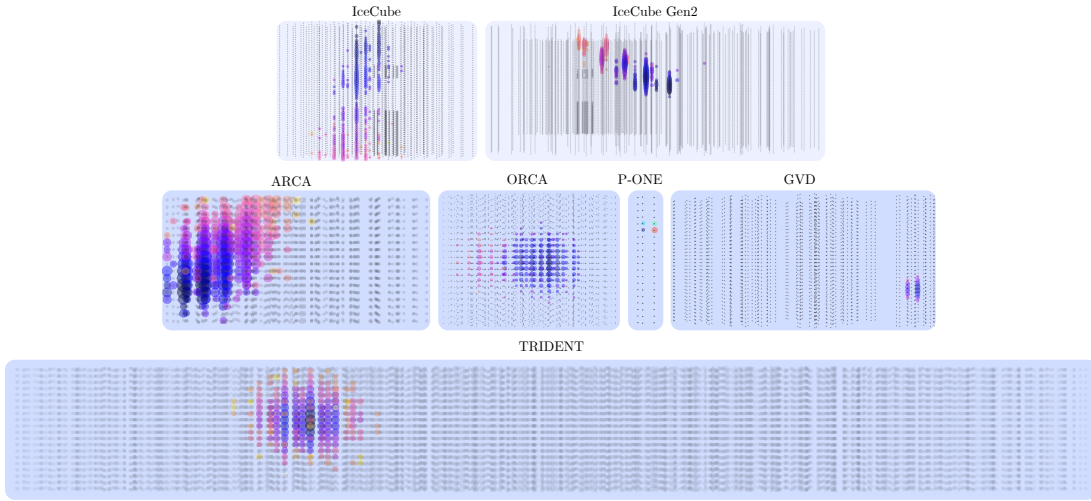 IceCube
IceCube Gen2
ARCA
ORCA
P-ONE
GVD
TRIDENT